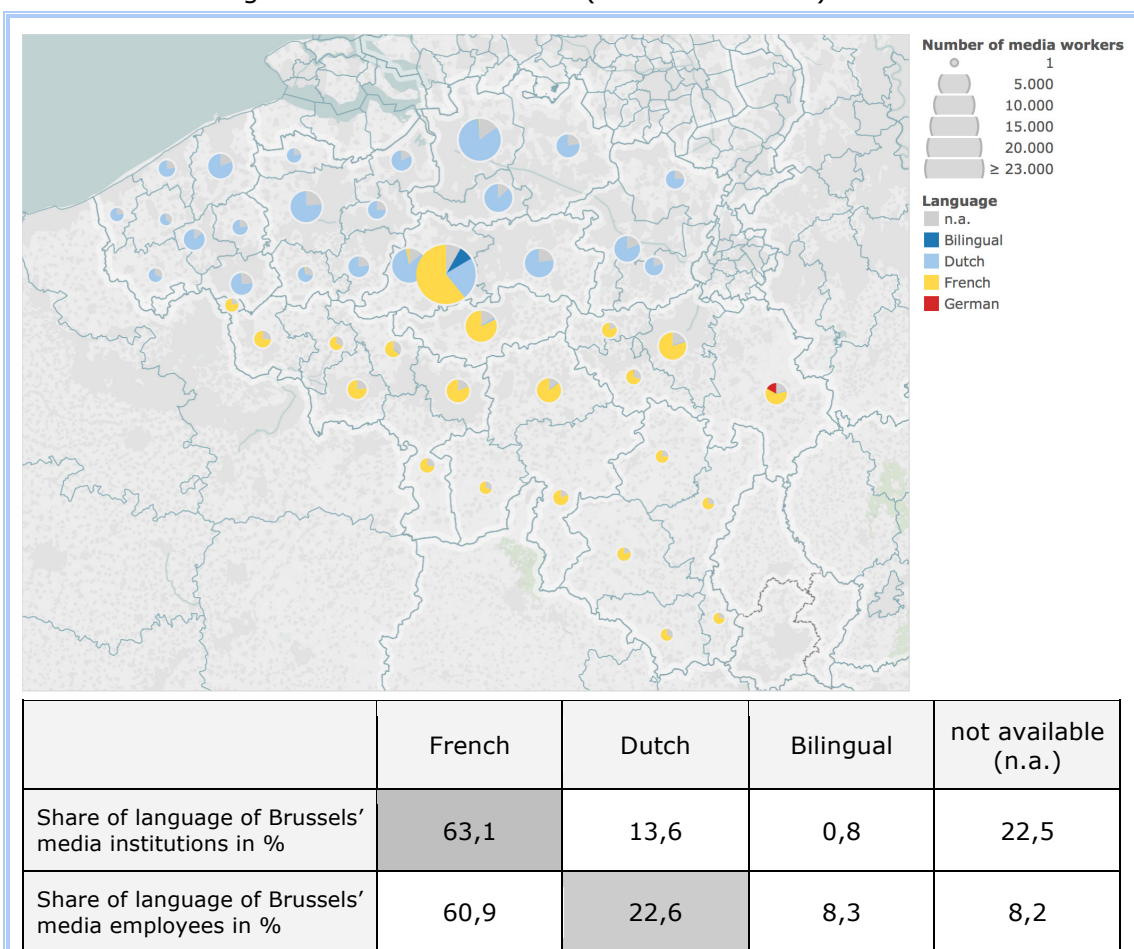 Number of media workers
1
5.000
10.000
15.000
20.000
≥ 23.000
Language
n.a.
Bilingual
Dutch
French
German
French
Dutch
Bilingual
not available
(n.a.)
Share of language of Brussels’
media institutions in %
63,1
13,6
0,8
22,5
Share of language of Brussels’
media employees in %
60,9
22,6
8,3
8,2